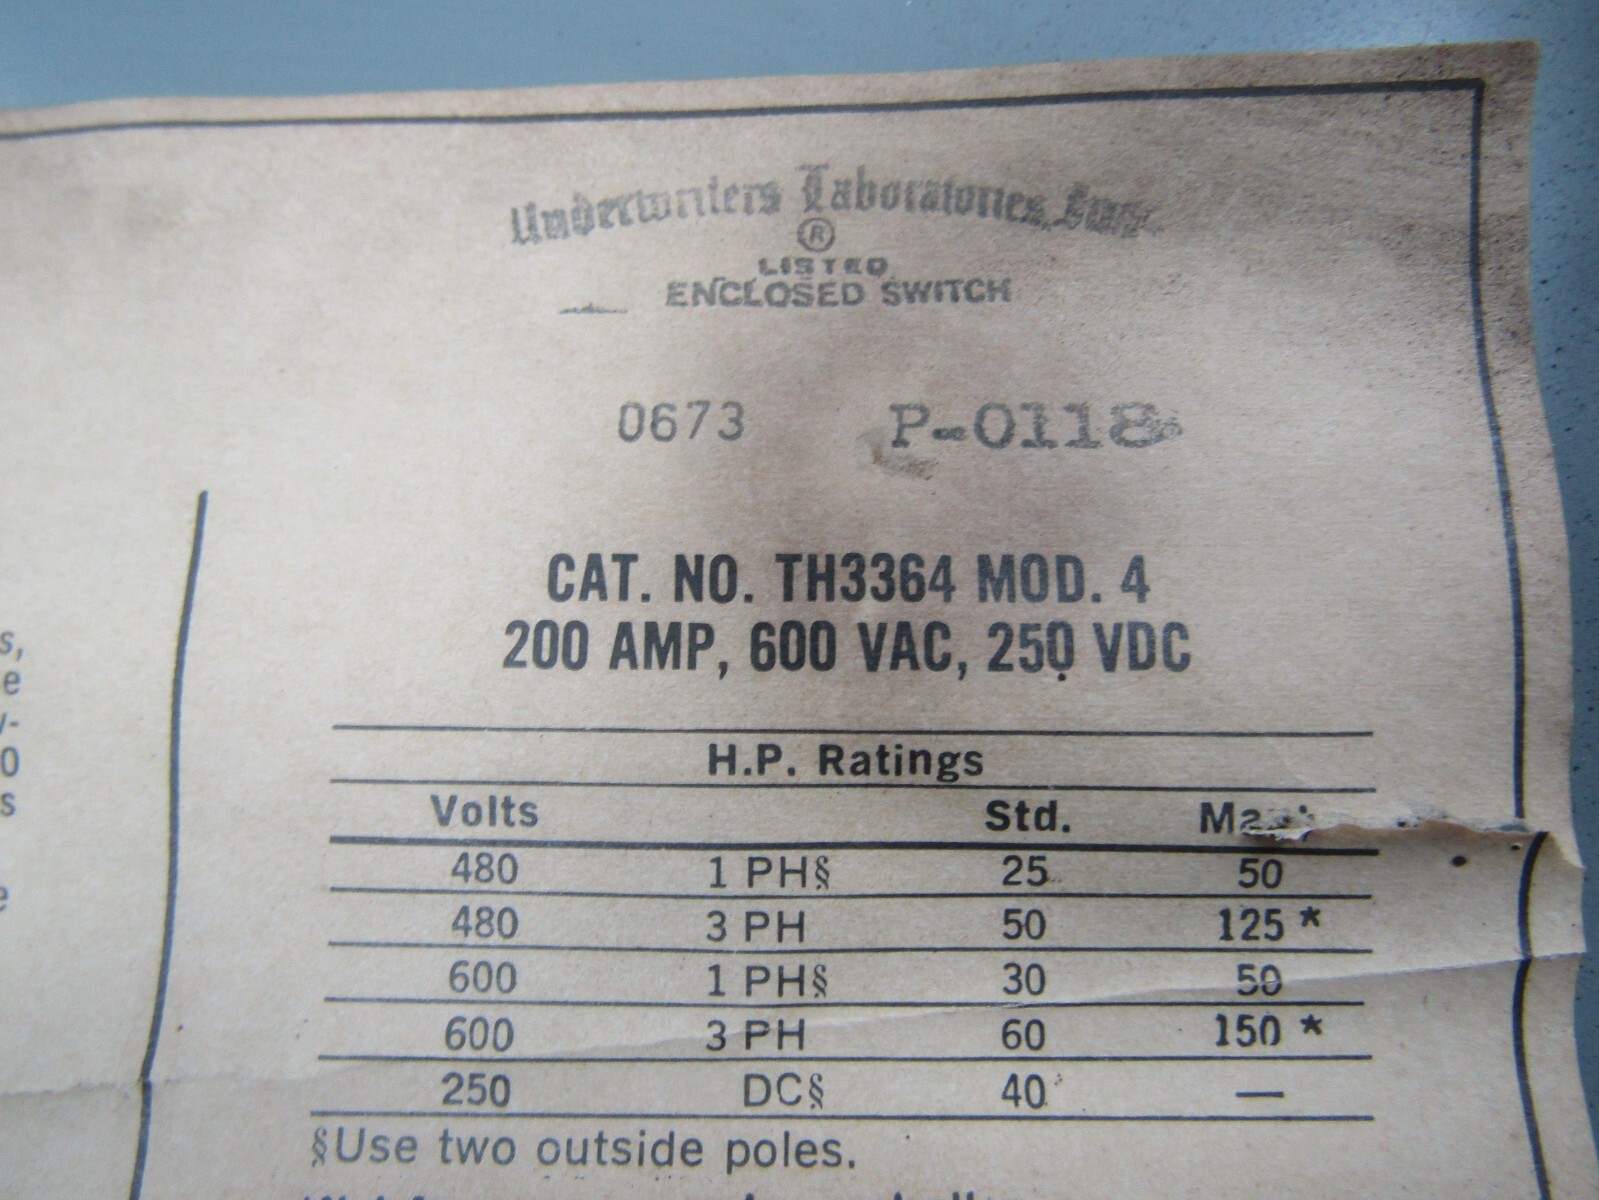 Underwriters Laboratories, Inc.
®
LISTED
ENCLOSED SWITCH
0673 P-0118
CAT. NO. TH3364 MOD. 4
200 AMP, 600 VAC, 250 VDC
H.P. Ratings
Volts Std.
480 1 PH§ 25 50
480 3 PH 50 125 *
600 1 PH§ 30 50
600 3 PH 60 150 *
250 DC§ 40 —
§Use two outside poles.
s,
e
0
s
e